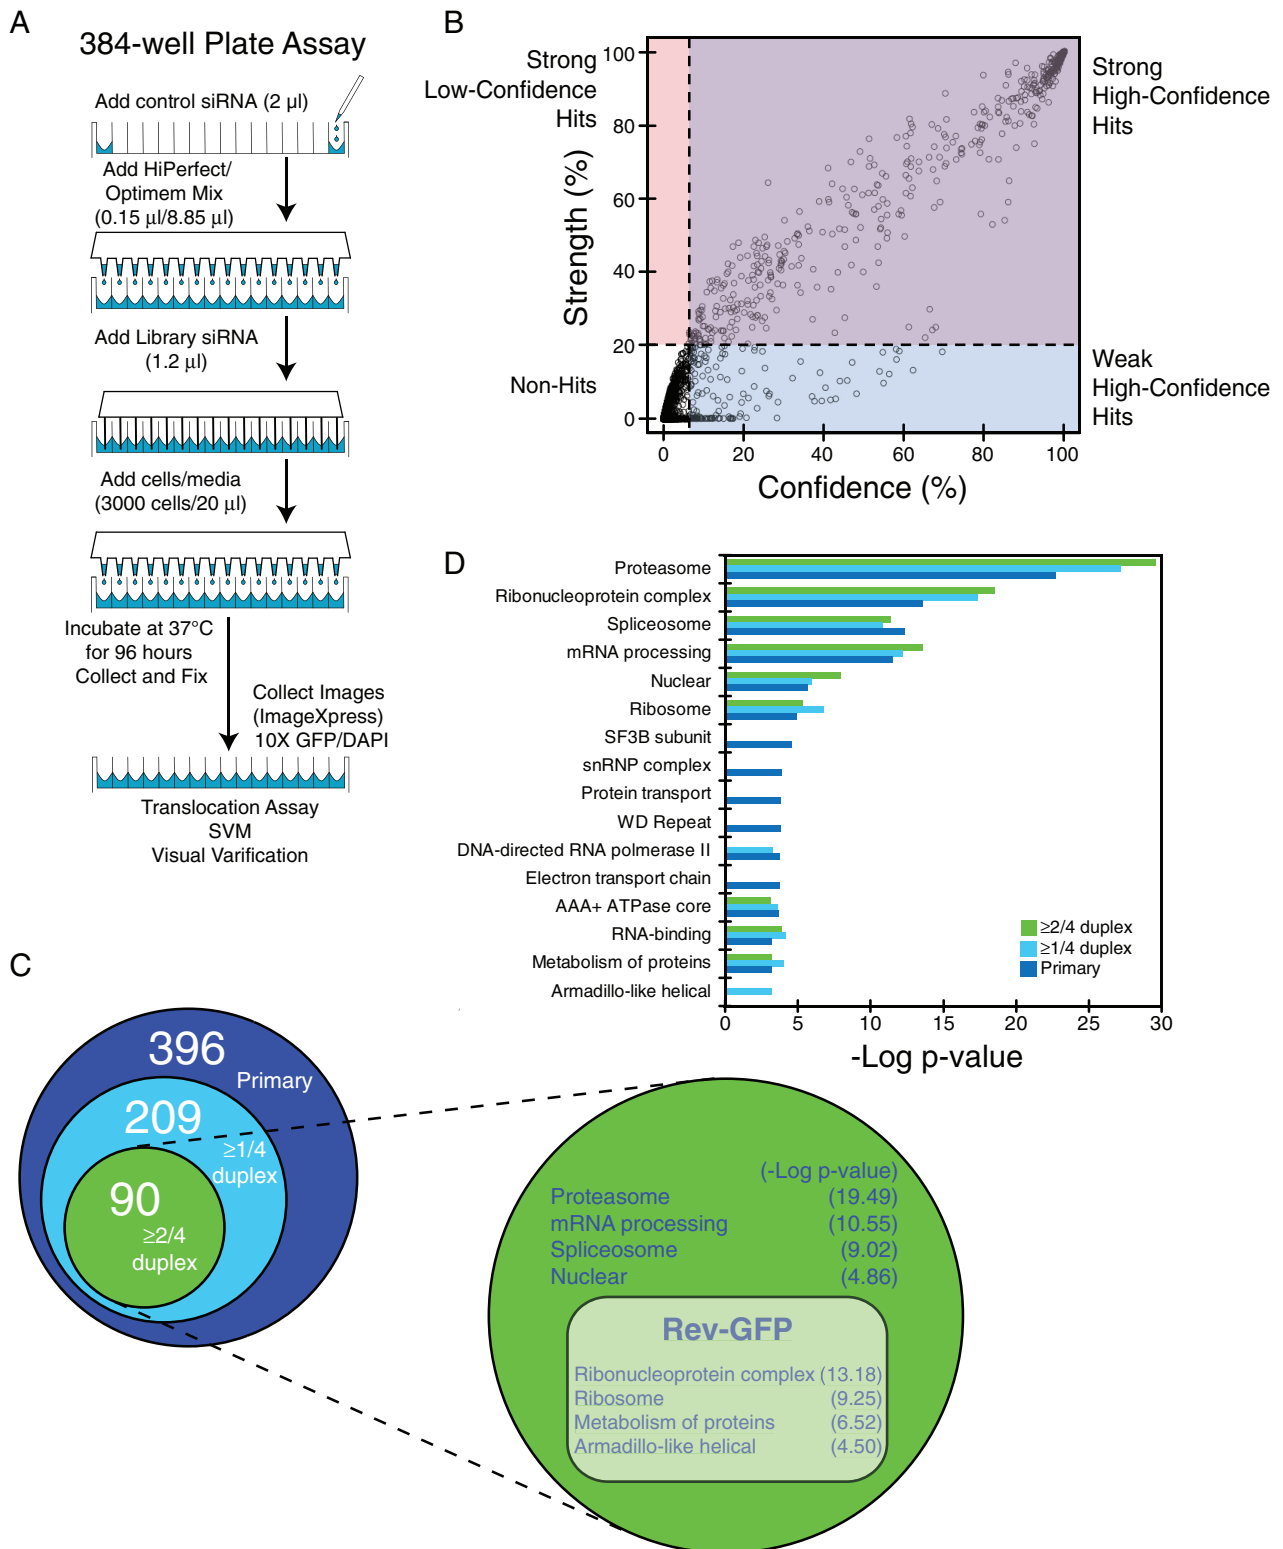 A
384-well Plate Assay
Add control siRNA (2 µl)
Add HiPerfect/
Optimem Mix
(0.15 µl/8.85 µl)
Add Library siRNA
(1.2 µl)
Add cells/media
(3000 cells/20 µl)
Incubate at 37°C
for 96 hours
Collect and Fix
Collect Images
(ImageXpress)
10X GFP/DAPI
Translocation Assay
SVM
Visual Varification
B
Strong
Low-Confidence
Hits
Non-Hits
Strong
High-Confidence
Hits
Weak
High-Confidence
Hits
Strength (%)
100
80
60
40
20
0
0 20 40 60 80 100
Confidence (%)
D
Proteasome
Ribonucleoprotein complex
Spliceosome
mRNA processing
Nuclear
Ribosome
SF3B subunit
snRNP complex
Protein transport
WD Repeat
DNA-directed RNA polmerase II
Electron transport chain
AAA+ ATPase core
RNA-binding
Metabolism of proteins
Armadillo-like helical
≥2/4 duplex
≥1/4 duplex
Primary
0 5 10 15 20 25 30
-Log p-value
C
396
Primary
209
≥1/4
duplex
90
≥2/4
duplex
(-Log p-value)
Proteasome (19.49)
mRNA processing (10.55)
Spliceosome (9.02)
Nuclear (4.86)
Rev-GFP
Ribonucleoprotein complex (13.18)
Ribosome (9.25)
Metabolism of proteins (6.52)
Armadillo-like helical (4.50)